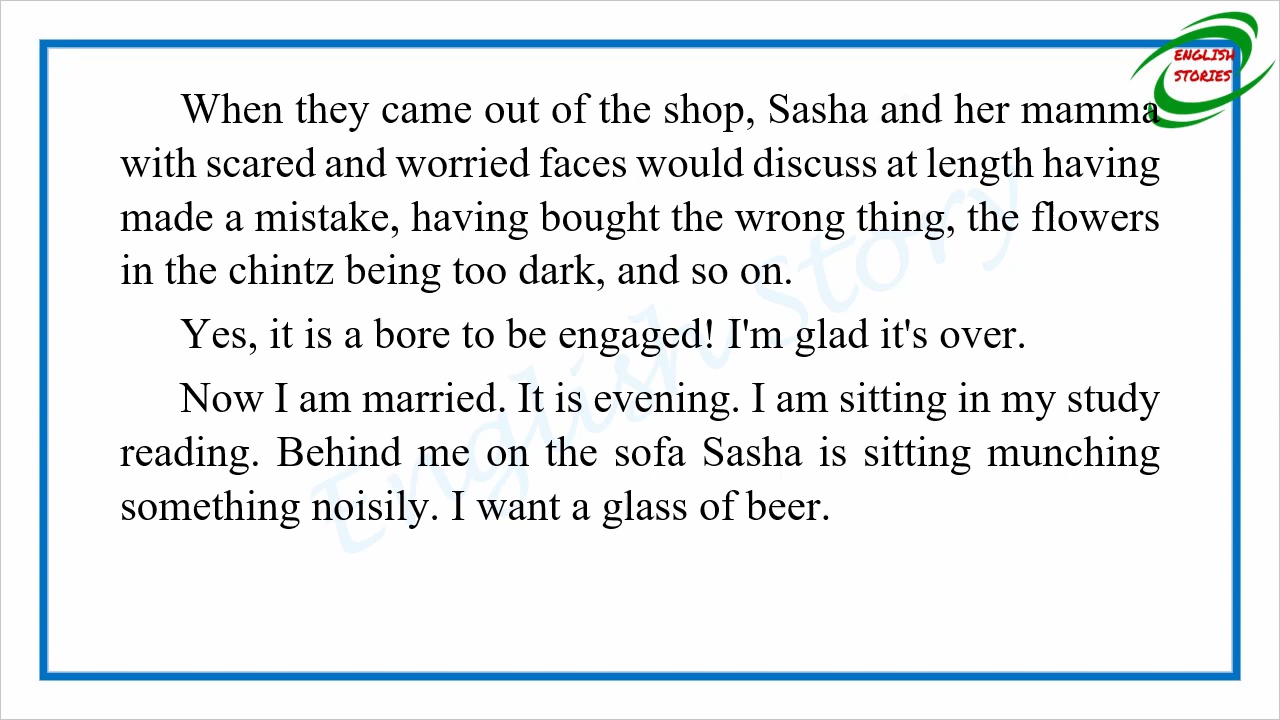 ENGLISH
STORIES
When they came out of the shop, Sasha and her mamma
with scared and worried faces would discuss at length having
made a mistake, having bought the wrong thing, the flowers
in the chintz being too dark, and so on.
Yes, it is a bore to be engaged! I'm glad it's over.
Now I am married. It is evening. I am sitting in my study
reading. Behind me on the sofa Sasha is sitting munching
something noisily. I want a glass of beer.
English Story